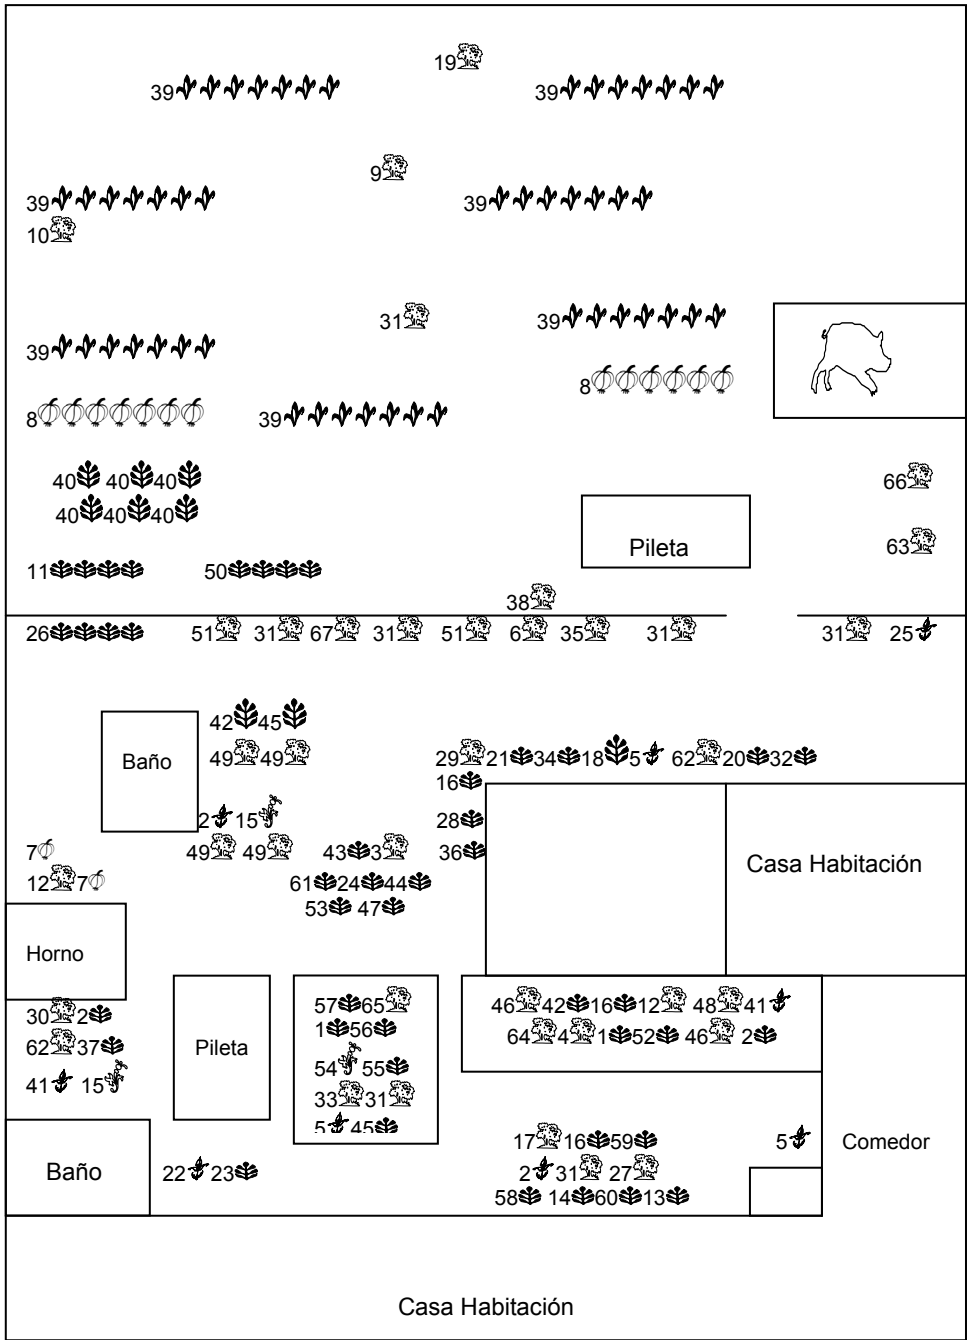 19
39 39
9
39 39
10
31 39
39
8
8 39
40 40 40 66
40 40 40
Pileta
63
11 50
38
26 51 31 67 31 51 6 35 31 31 25
42 45
Baño
49 49 29 21 34 18 5 62 20 32
16
2 15 28
7 49 49 43 3 36
Casa Habitación
12 7 61 24 44
53 47
Horno
57 65 46 42 16 12 48 41
30 2
1 56 64 4 1 52 46 2
62 37 Pileta
54 55
41 15
33 31
5 45
17 16 59 5 Comedor
Baño 22 23 2 31 27
58 14 60 13
Casa Habitación